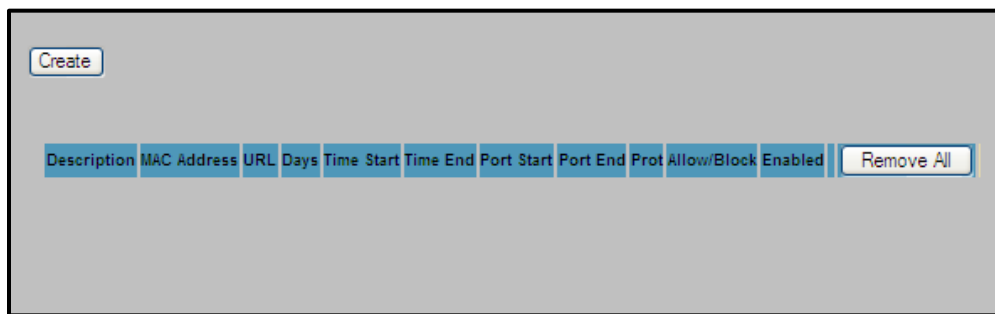 Create
Description MAC Address URL Days Time Start Time End Port Start Port End Prot Allow/Block Enabled Remove All